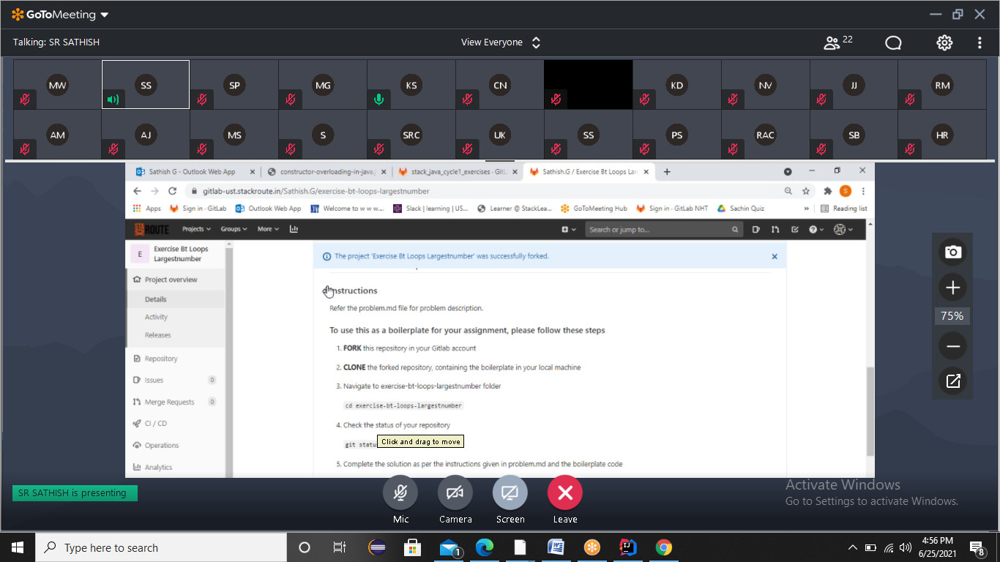 GoToMeeting
Talking: SR SATHISH
View Everyone
22
MW SS SP MG KS CN KD NV JJ RM
AM AJ MS S SRC UK SS PS RAC SB HR
Sathish G - Outlook Web App
constructor-overloading-in-java.
stack_java_cycle1_exercises · GitL
Sathish.G / Exercise Bt Loops Lar
gitlab-ust.stackroute.in/Sathish.G/exercise-bt-loops-largestnumber
S
Apps
Sign in · GitLab
Outlook Web App
Welcome to w w w....
Slack | learning | US...
Learner @ StackLea...
GoToMeeting Hub
Sign in · GitLab NHT
Sachin Quiz
»
Reading list
ROUTE
Projects
Groups
More
Search or jump to...
E
Exercise Bt Loops
Largestnumber
Project overview
Details
Activity
Releases
Repository
Issues 0
Merge Requests 0
CI / CD
Operations
Analytics
The project 'Exercise Bt Loops Largestnumber' was successfully forked.
nstructions
Refer the problem.md file for problem description.
To use this as a boilerplate for your assignment, please follow these steps
1. FORK this repository in your Gitlab account
2. CLONE the forked repository, containing the boilerplate in your local machine
3. Navigate to exercise-bt-loops-largestnumber folder
cd exercise-bt-loops-largestnumber
4. Check the status of your repository
git statu
Click and drag to move
5. Complete the solution as per the instructions given in problem.md and the boilerplate code
75%
SR SATHISH is presenting
Mic
Camera
Screen
Leave
Activate Windows
Go to Settings to activate Windows.
Type here to search
1
W
IJ
4:56 PM
6/25/2021
8